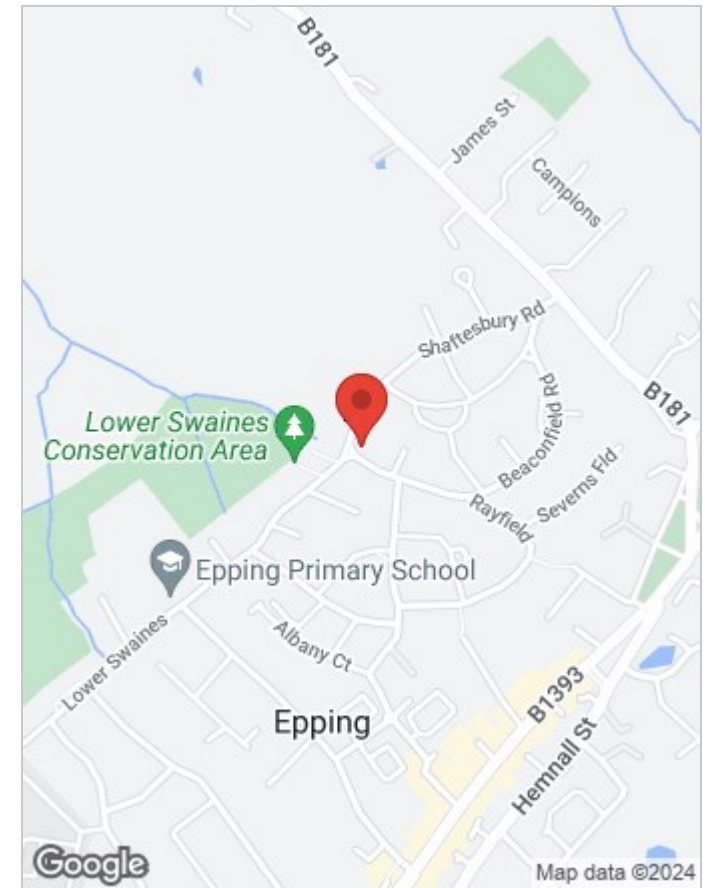 B181
James St
Campions
Shaftesbury Rd
B181
Lower Swaines
Conservation Area
Beaconfield Rd
Severns Fld
Rayfield
Epping Primary School
Lower Swaines
Albany Ct
Epping
B1393
Hemnall St
Google
Map data ©2024